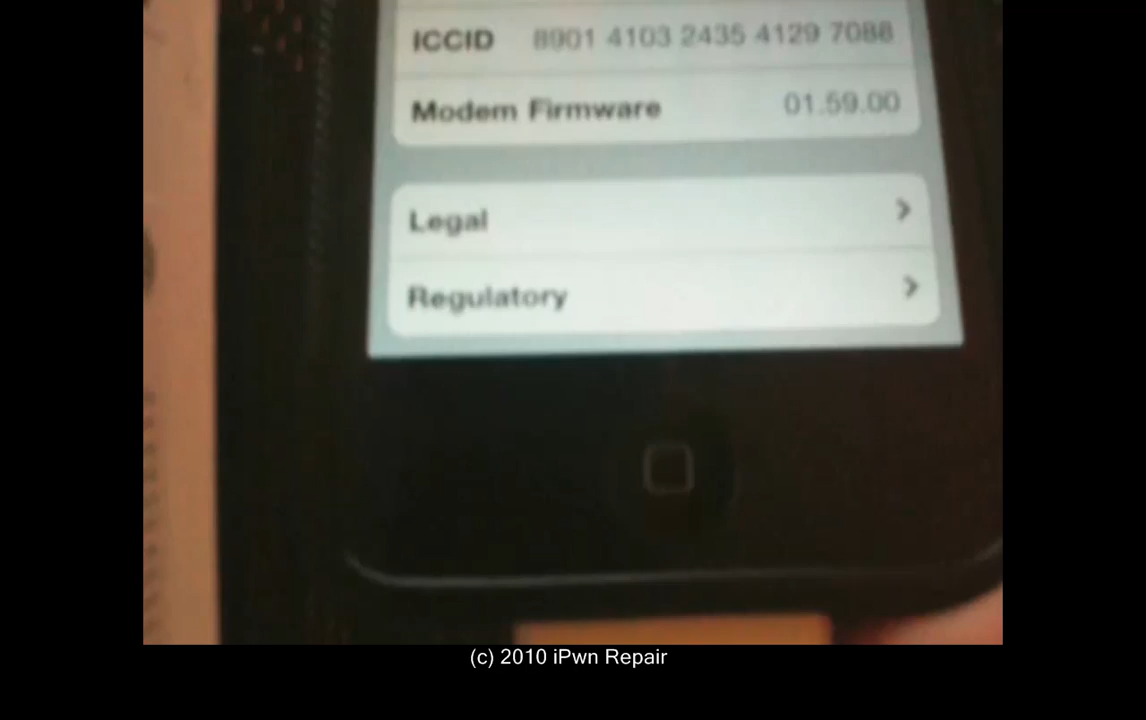 ICCID 8901 4103 2435 4129 7088
Modem Firmware 01.59.00
Legal
Regulatory
(c) 2010 iPwn Repair